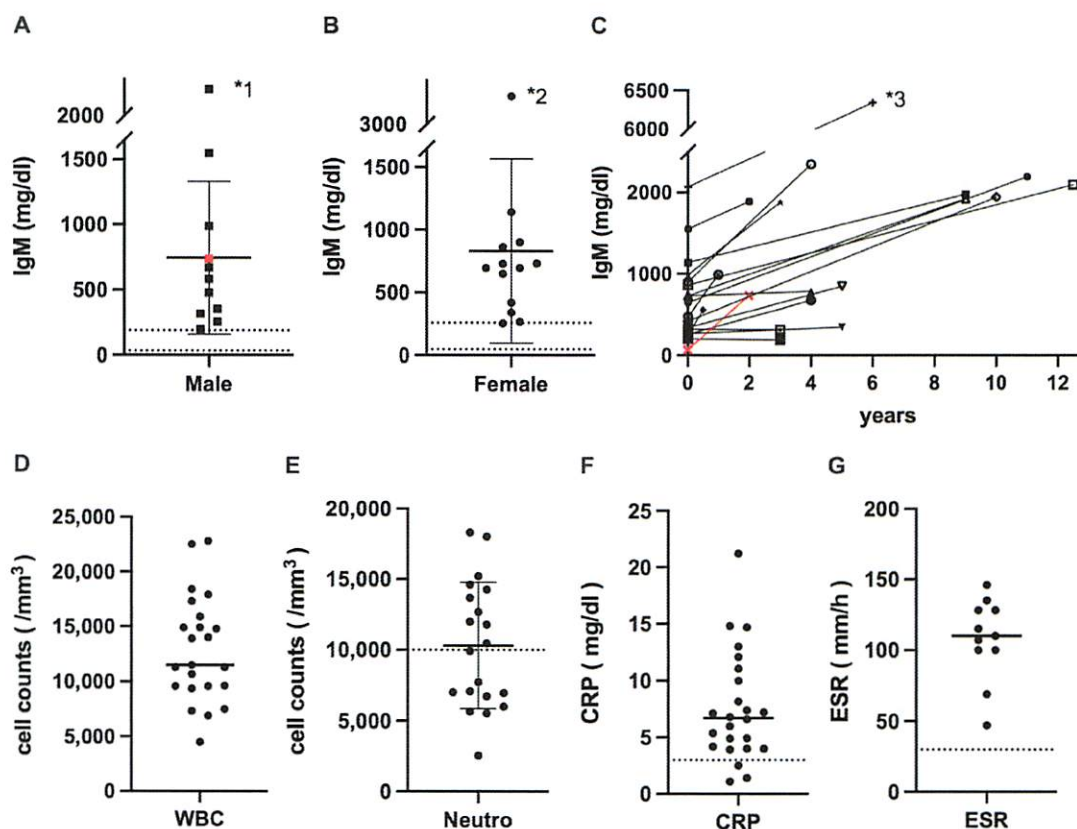 A
B
C
IgM (mg/dl)
2000
1500
1000
500
0
*1
Male
IgM (mg/dl)
3000
1500
1000
500
0
*2
Female
IgM (mg/dl)
6500
6000
2000
1000
0
*3
0 2 4 6 8 10 12
years
D
E
F
G
cell counts ( /mm³)
25,000
20,000
15,000
10,000
5,000
0
WBC
cell counts ( /mm³)
20,000
15,000
10,000
5,000
0
Neutro
CRP ( mg/dl)
25
20
15
10
5
0
CRP
ESR ( mm/h)
200
150
100
50
0
ESR